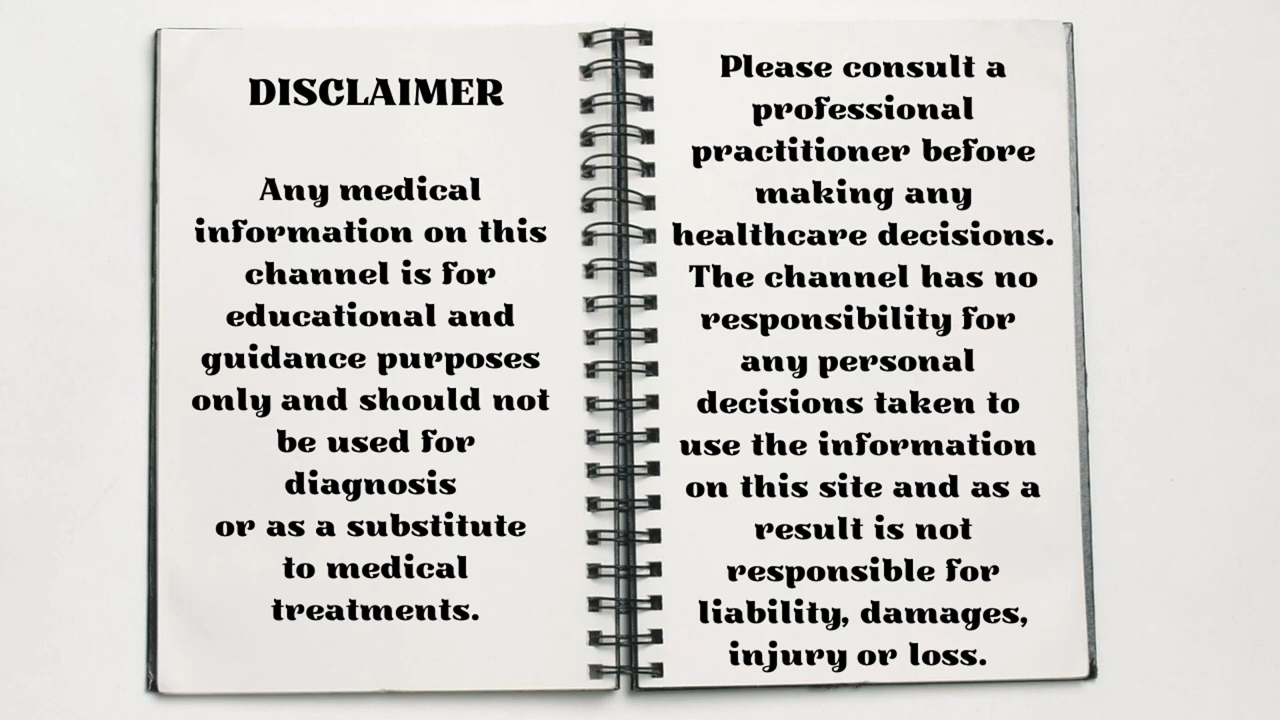 DISCLAIMER
Any medical
information on this
channel is for
educational and
guidance purposes
only and should not
be used for
diagnosis
or as a substitute
to medical
treatments.
Please consult a
professional
practitioner before
making any
healthcare decisions.
The channel has no
responsibility for
any personal
decisions taken to
use the information
on this site and as a
result is not
responsible for
liability, damages,
injury or loss.